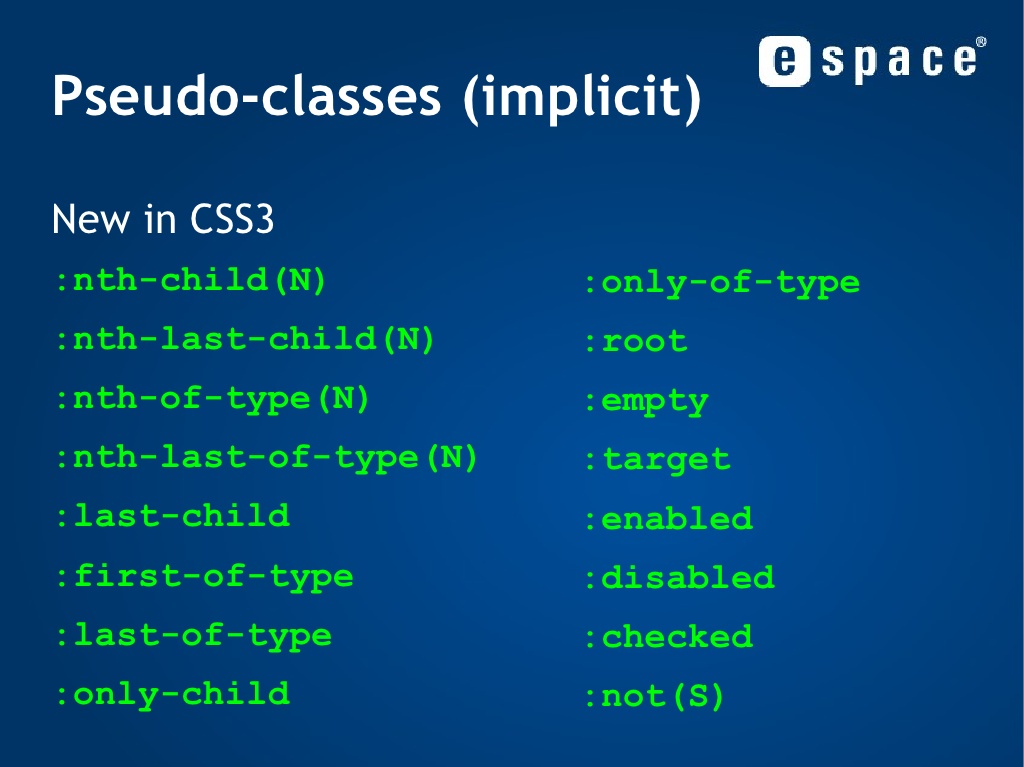 e space®
Pseudo-classes (implicit)
New in CSS3
:nth-child(N)
:nth-last-child(N)
:nth-of-type(N)
:nth-last-of-type(N)
:last-child
:first-of-type
:last-of-type
:only-child
:only-of-type
:root
:empty
:target
:enabled
:disabled
:checked
:not(S)